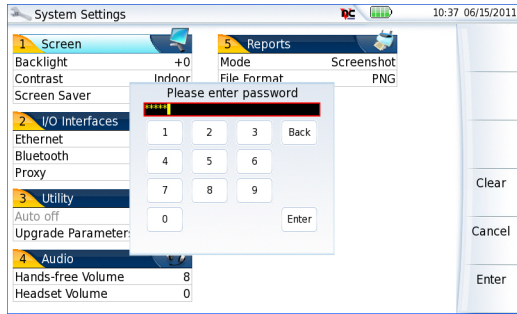 System Settings
DC
10:37 06/15/2011
1 Screen
Backlight +0
Contrast Indoor
Screen Saver
2 I/O Interfaces
Ethernet
Bluetooth
Proxy
3 Utility
Auto off
Upgrade Parameter
4 Audio
Hands-free Volume 8
Headset Volume 0
5 Reports
Mode Screenshot
File Format PNG
Please enter password
*****
1 2 3 Back
4 5 6
7 8 9
0 Enter
Clear
Cancel
Enter